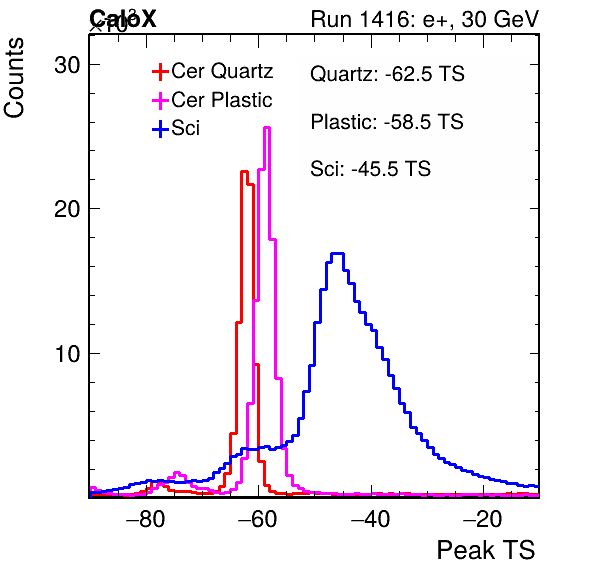 CaloX
×10³
Run 1416: e+, 30 GeV
Counts
30
20
10
Cer Quartz
Cer Plastic
Sci
Quartz: -62.5 TS
Plastic: -58.5 TS
Sci: -45.5 TS
−80
−60
−40
−20
Peak TS